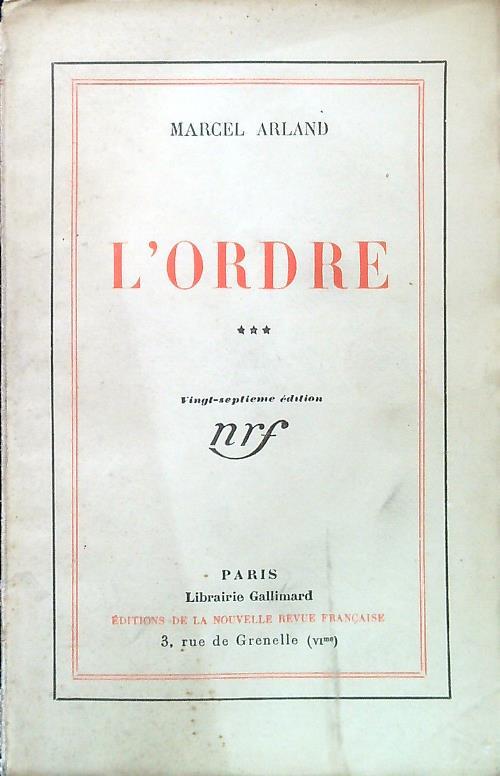 MARCEL ARLAND
L'ORDRE
***
Vingt-septième édition
nrf
PARIS
Librairie Gallimard
ÉDITIONS DE LA NOUVELLE REVUE FRANÇAISE
3, rue de Grenelle (VIme)